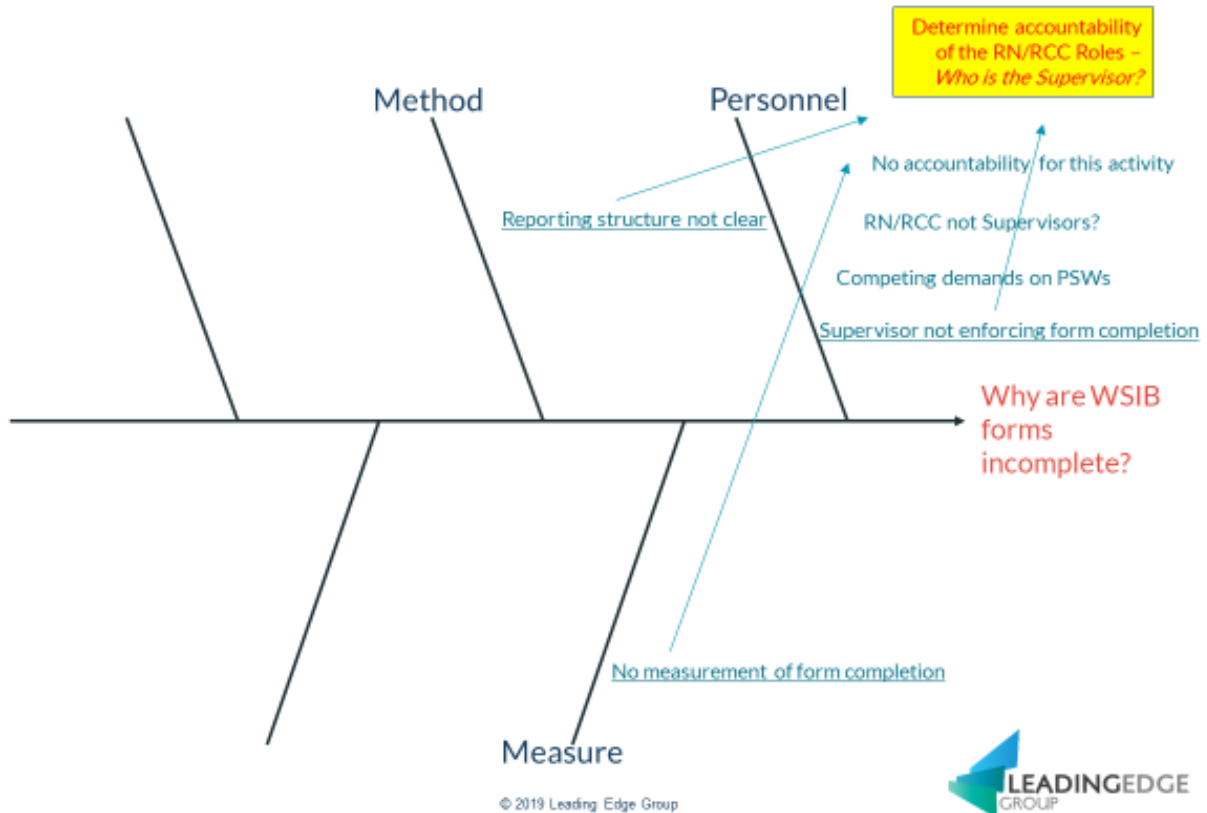 Determine accountability
of the RN/RCC Roles –
Who is the Supervisor?
Method
Personnel
No accountability for this activity
Reporting structure not clear
RN/RCC not Supervisors?
Competing demands on PSWs
Supervisor not enforcing form completion
Why are WSIB
forms
incomplete?
No measurement of form completion
Measure
LEADINGEDGE
GROUP
© 2019 Leading Edge Group